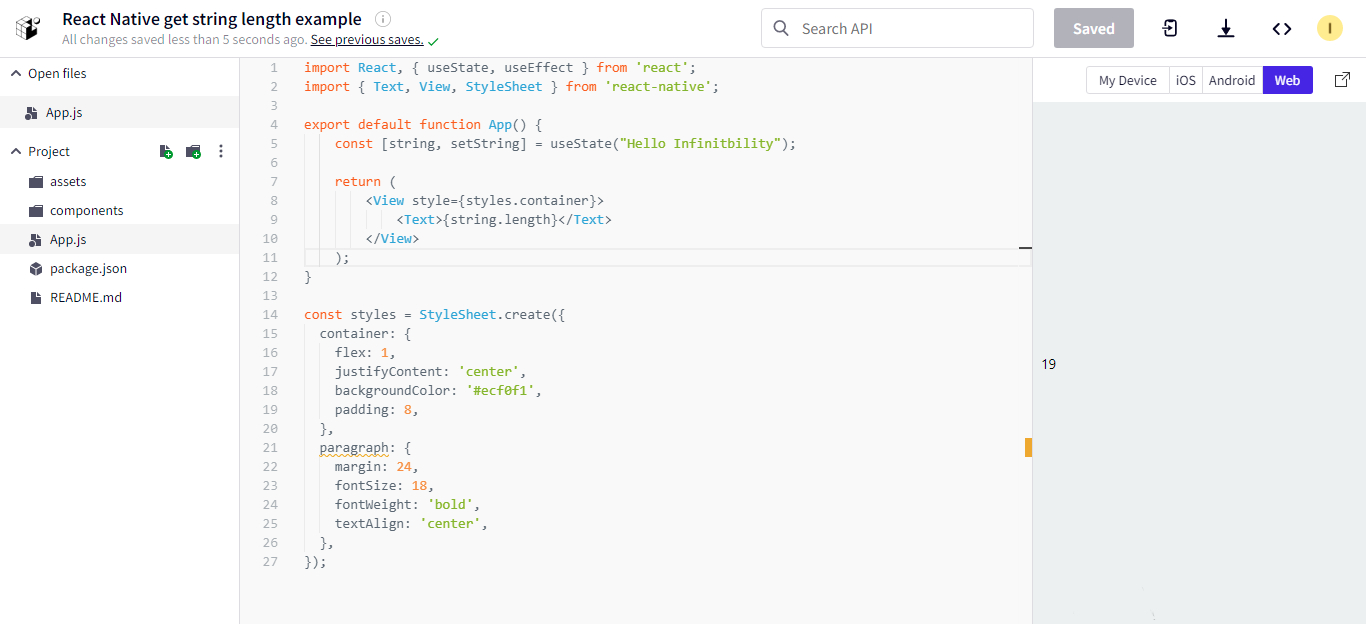 React Native get string length example
All changes saved less than 5 seconds ago. See previous saves.
Search API
Saved
I
Open files
App.js
Project
assets
components
App.js
package.json
README.md
1 import React, { useState, useEffect } from 'react';
2 import { Text, View, StyleSheet } from 'react-native';
3
4 export default function App() {
5     const [string, setString] = useState("Hello Infinitbility");
6
7     return (
8         <View style={styles.container}>
9             <Text>{string.length}</Text>
10         </View>
11     );
12 }
13
14 const styles = StyleSheet.create({
15   container: {
16     flex: 1,
17     justifyContent: 'center',
18     backgroundColor: '#ecf0f1',
19     padding: 8,
20   },
21   paragraph: {
22     margin: 24,
23     fontSize: 18,
24     fontWeight: 'bold',
25     textAlign: 'center',
26   },
27 });
My Device iOS Android Web
19